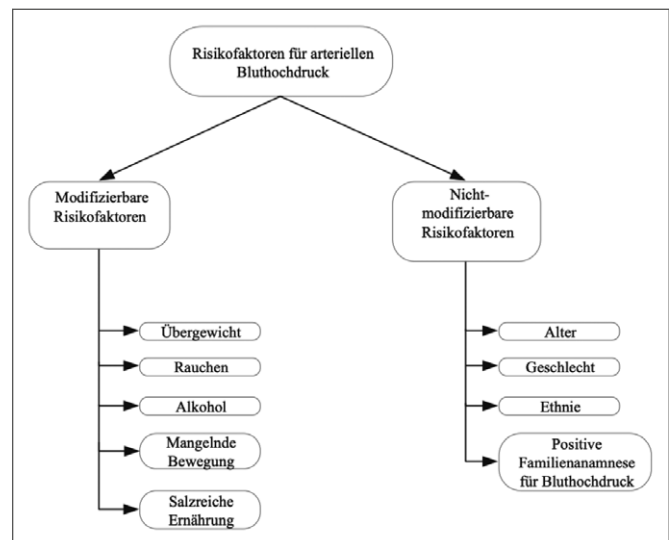 Risikofaktoren für arteriellen
Bluthochdruck
Modifizierbare
Risikofaktoren
Übergewicht
Rauchen
Alkohol
Mangelnde
Bewegung
Salzreiche
Ernährung
Nicht-
modifizierbare
Risikofaktoren
Alter
Geschlecht
Ethnie
Positive
Familienanamnese
für Bluthochdruck